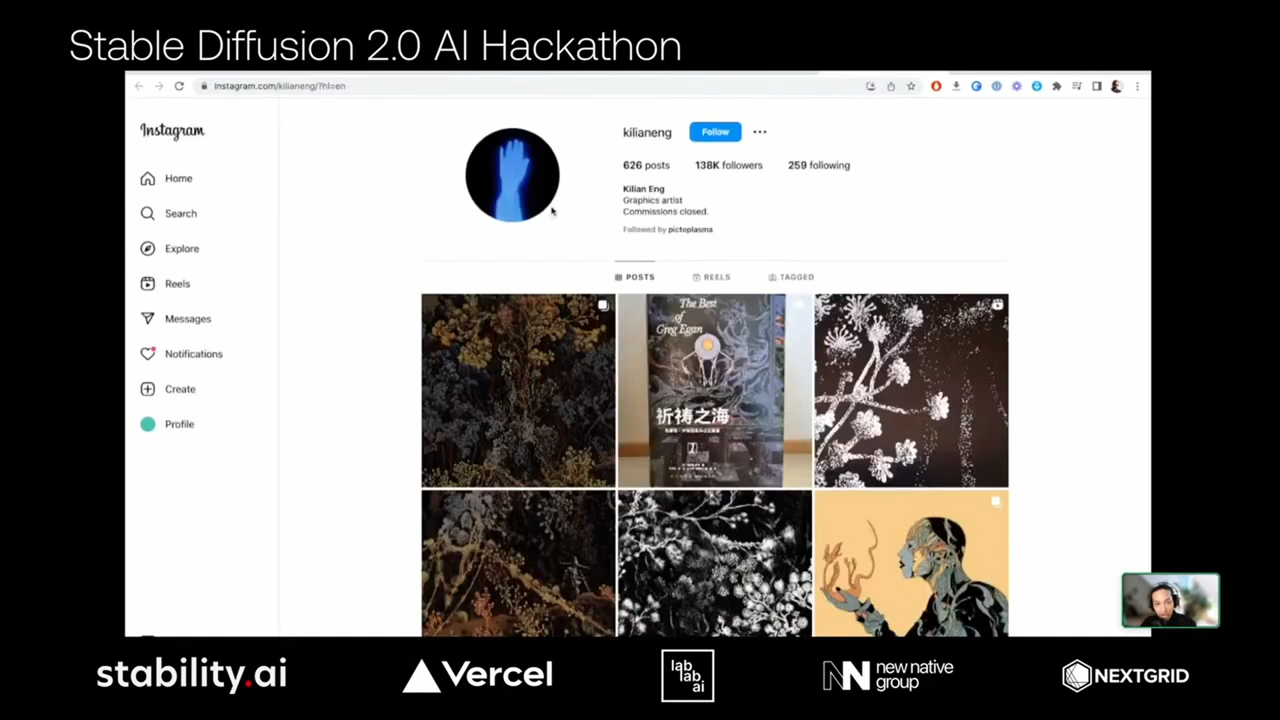 Stable Diffusion 2.0 AI Hackathon
instagram.com/kilianeng/?hl=en
Instagram
Home
Search
Explore
Reels
Messages
Notifications
Create
Profile
kilianeng Follow
626 posts 138K followers 259 following
Kilian Eng
Graphics artist
Commissions closed.
Followed by pictoplasma
POSTS REELS TAGGED
The Best
of
Greg Egan
祈祷之海
stability.ai
Vercel
lab
lab
.ai
NN new native
group
NEXTGRID